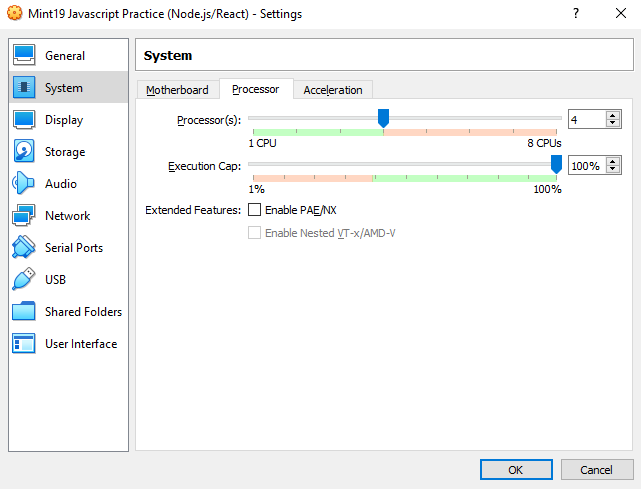 Mint19 Javascript Practice (Node.js/React) - Settings
?
General
System
Display
Storage
Audio
Network
Serial Ports
USB
Shared Folders
User Interface
System
Motherboard Processor Acceleration
Processor(s): 4
1 CPU 8 CPUs
Execution Cap: 100%
1% 100%
Extended Features: Enable PAE/NX
Enable Nested VT-x/AMD-V
OK Cancel